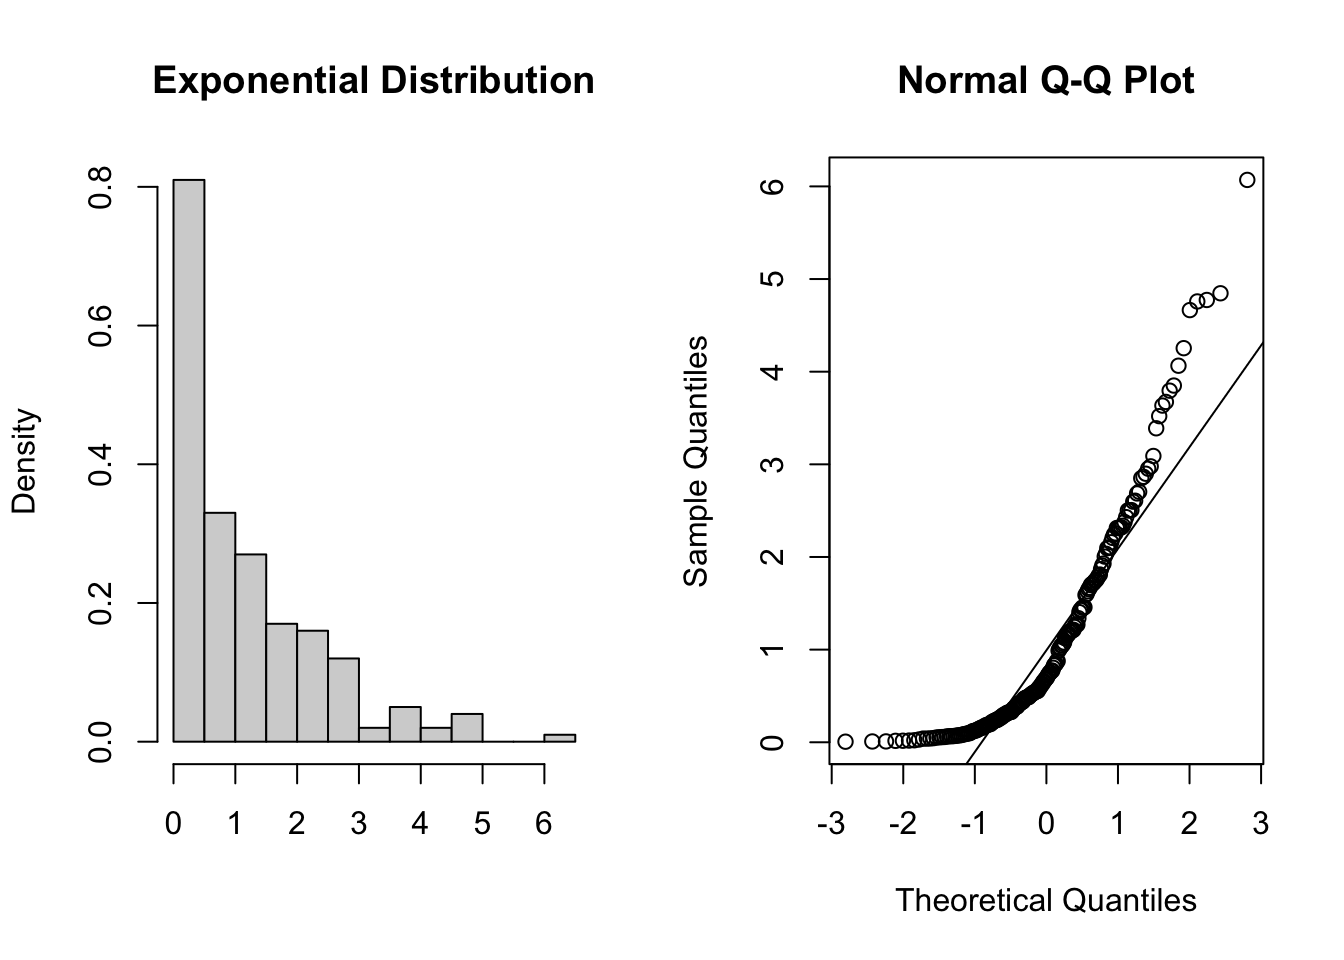 Exponential Distribution
Density
0.0 0.2 0.4 0.6 0.8
0 1 2 3 4 5 6
Normal Q-Q Plot
Sample Quantiles
0 1 2 3 4 5 6
-3 -2 -1 0 1 2 3
Theoretical Quantiles